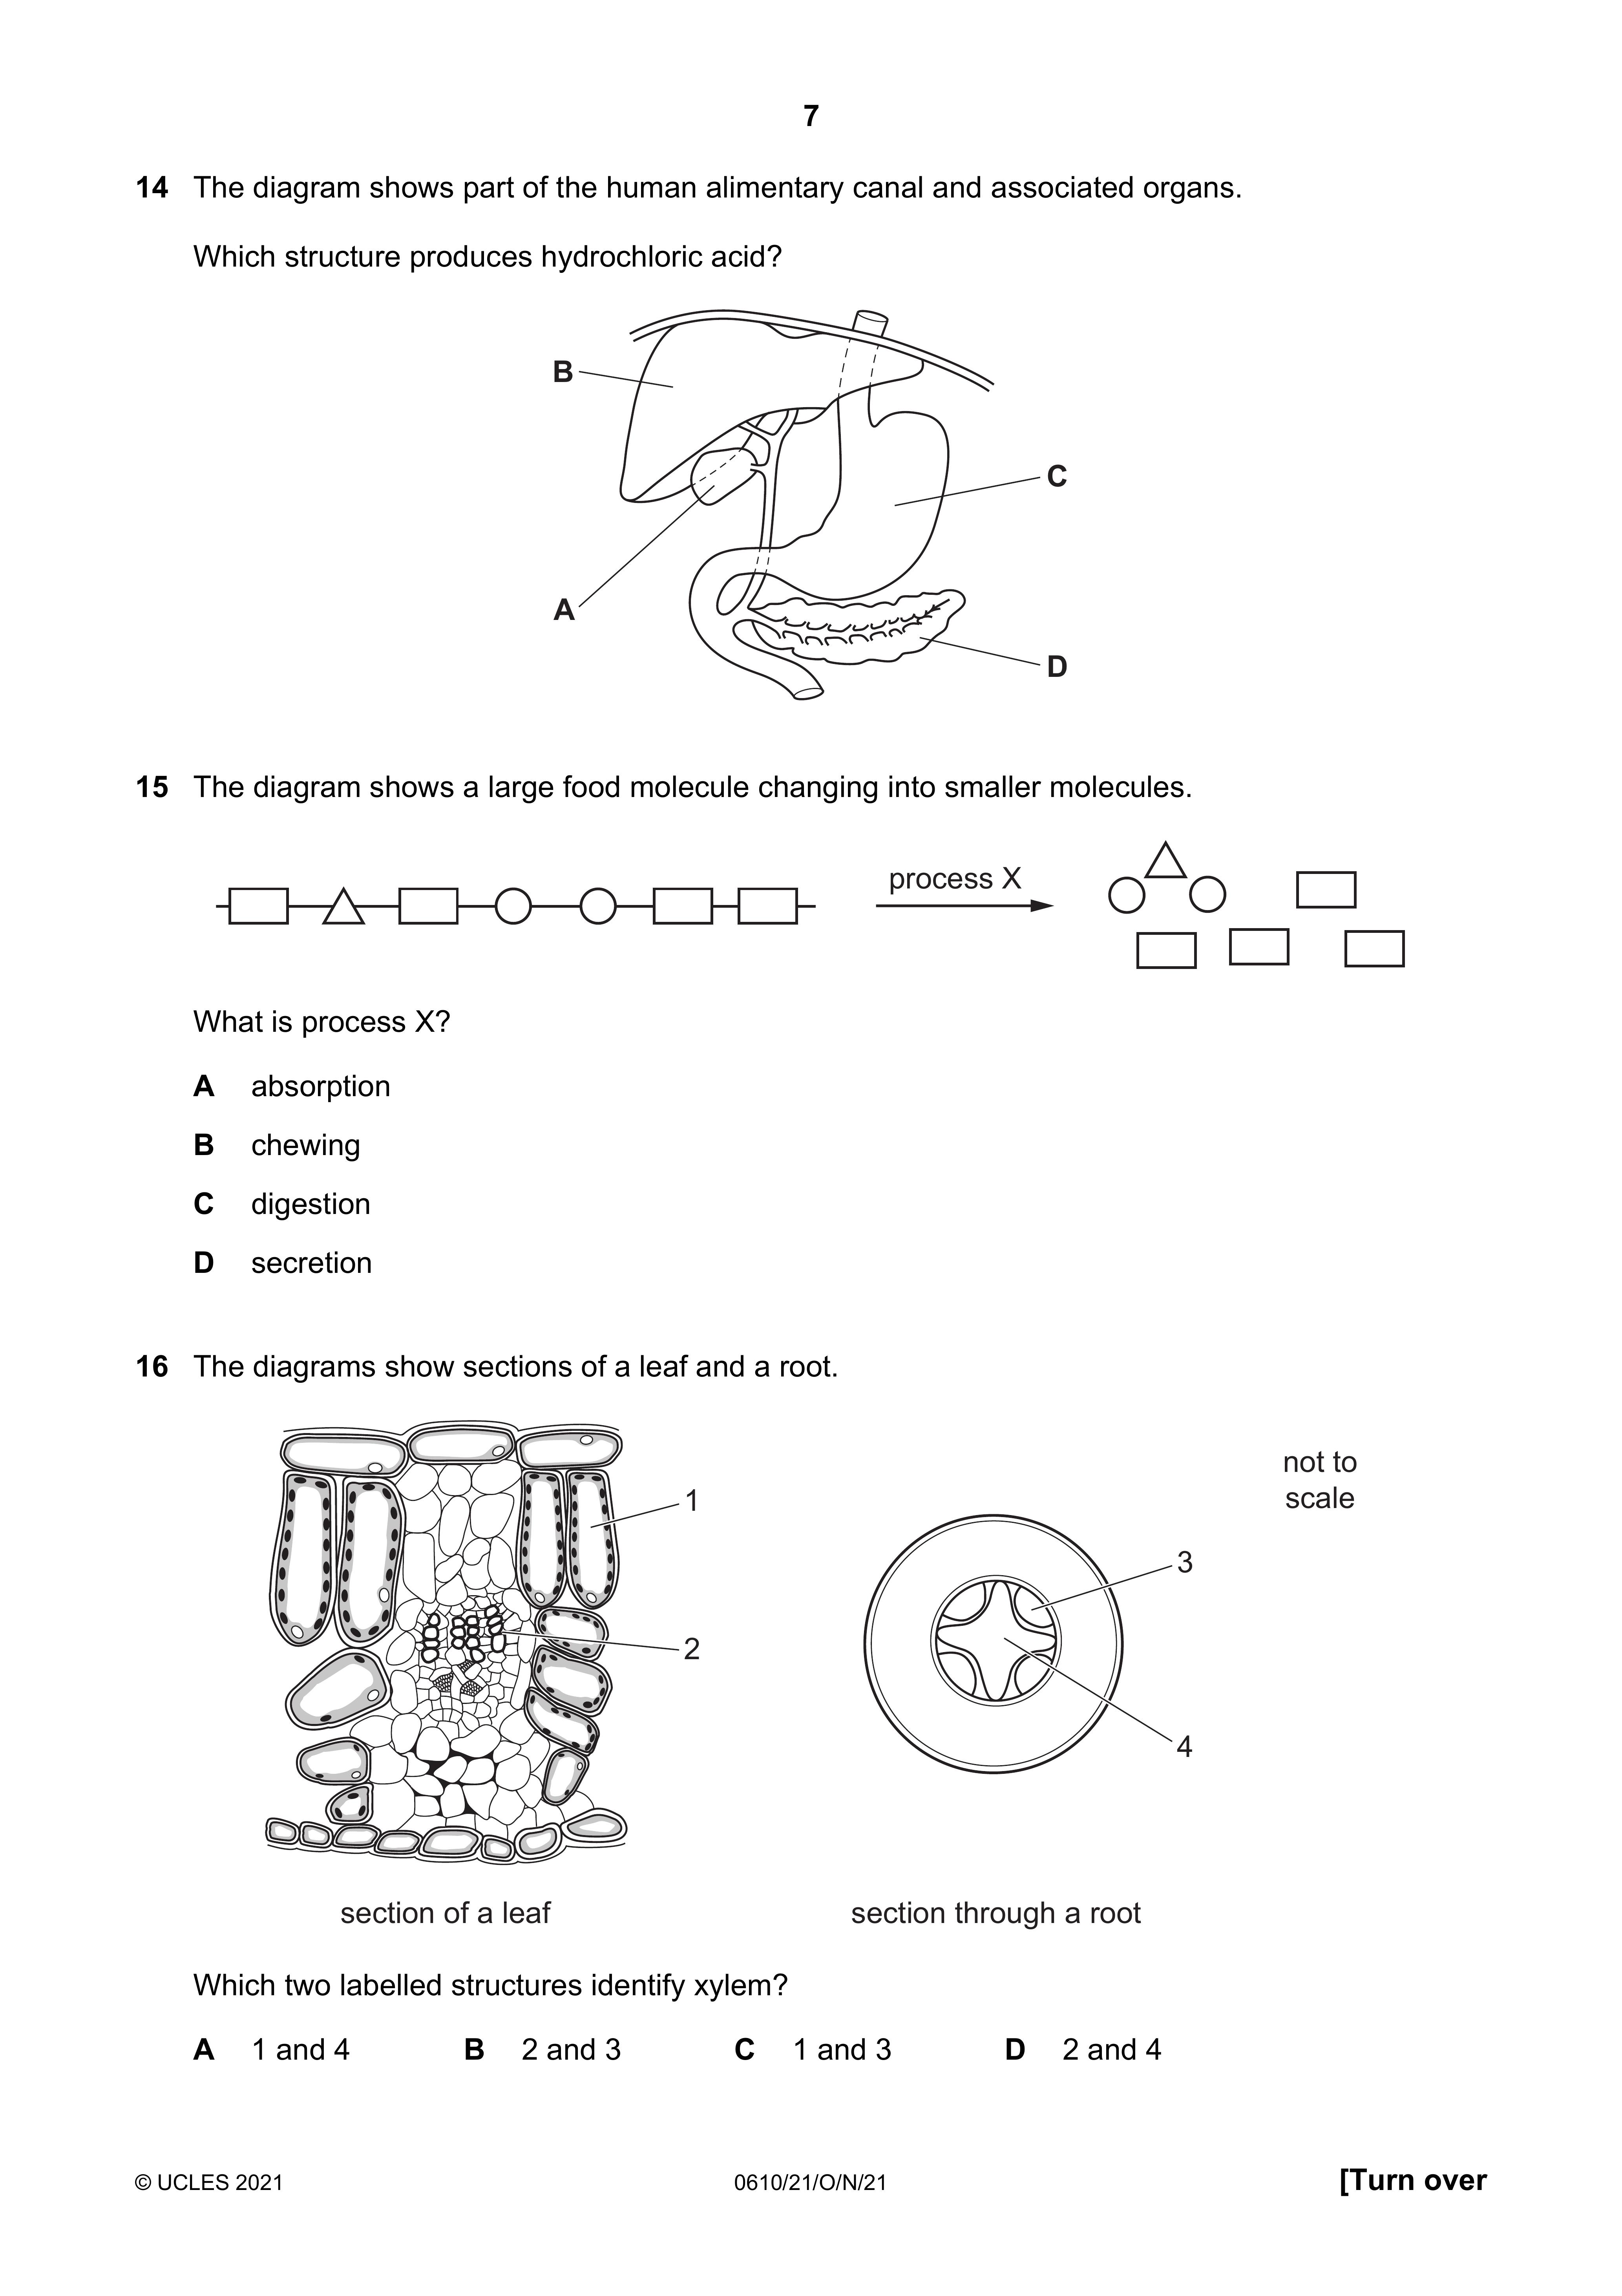 7
14 The diagram shows part of the human alimentary canal and associated organs.
Which structure produces hydrochloric acid?
B
C
A
D
15 The diagram shows a large food molecule changing into smaller molecules.
process X
What is process X?
A absorption
B chewing
C digestion
D secretion
16 The diagrams show sections of a leaf and a root.
not to
scale
1
2
3
4
section of a leaf
section through a root
Which two labelled structures identify xylem?
A 1 and 4 B 2 and 3 C 1 and 3 D 2 and 4
© UCLES 2021 0610/21/O/N/21 [Turn over